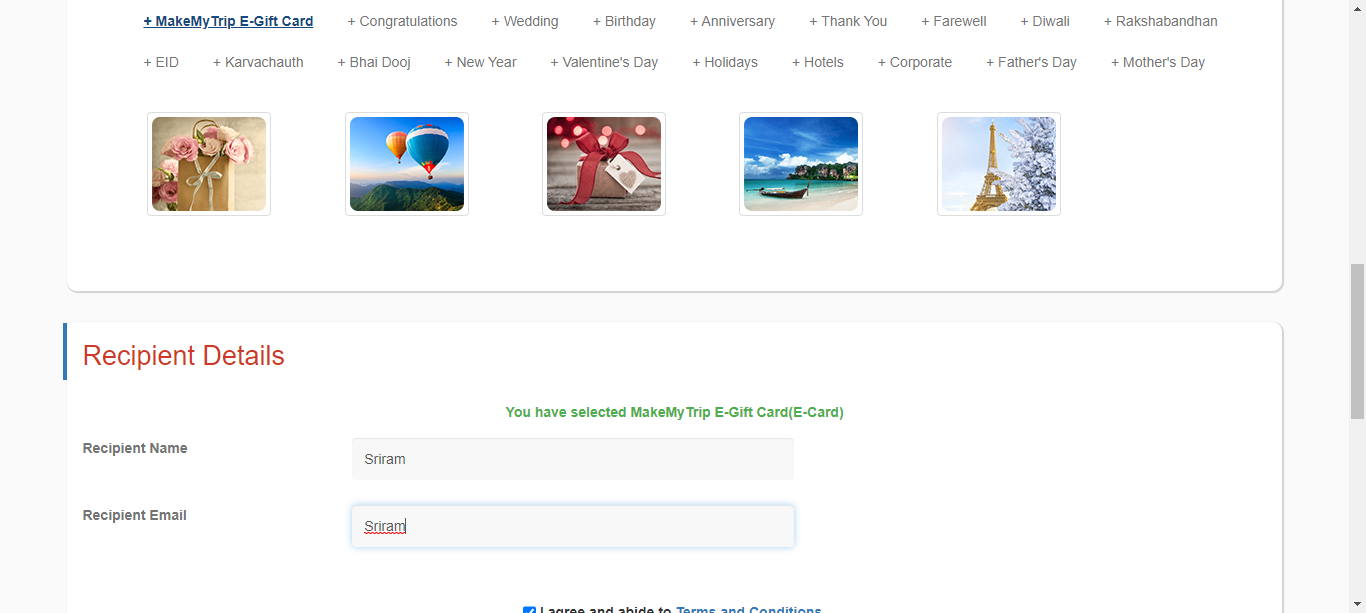 + MakeMyTrip E-Gift Card + Congratulations + Wedding + Birthday + Anniversary + Thank You + Farewell + Diwali + Rakshabandhan
+ EID + Karvachauth + Bhai Dooj + New Year + Valentine's Day + Holidays + Hotels + Corporate + Father's Day + Mother's Day
Recipient Details
You have selected MakeMyTrip E-Gift Card(E-Card)
Recipient Name Sriram
Recipient Email Sriram
I agree and abide to Terms and Conditions